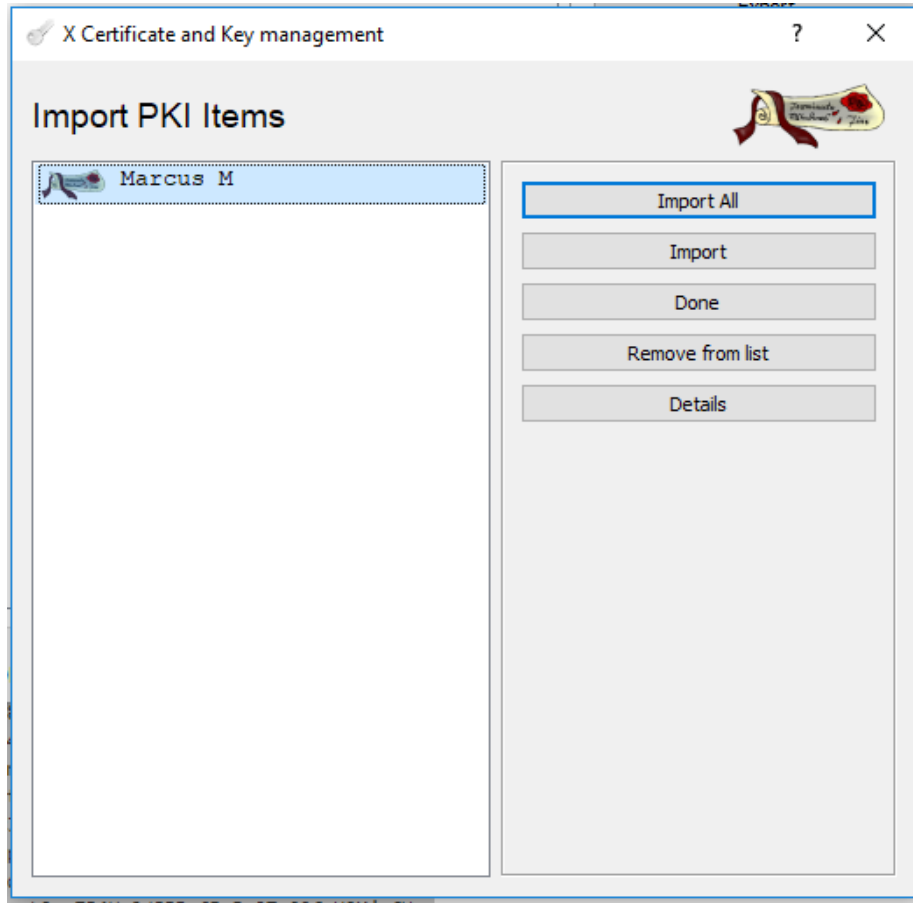 X Certificate and Key management
?
Import PKI Items
Marcus M
Import All
Import
Done
Remove from list
Details